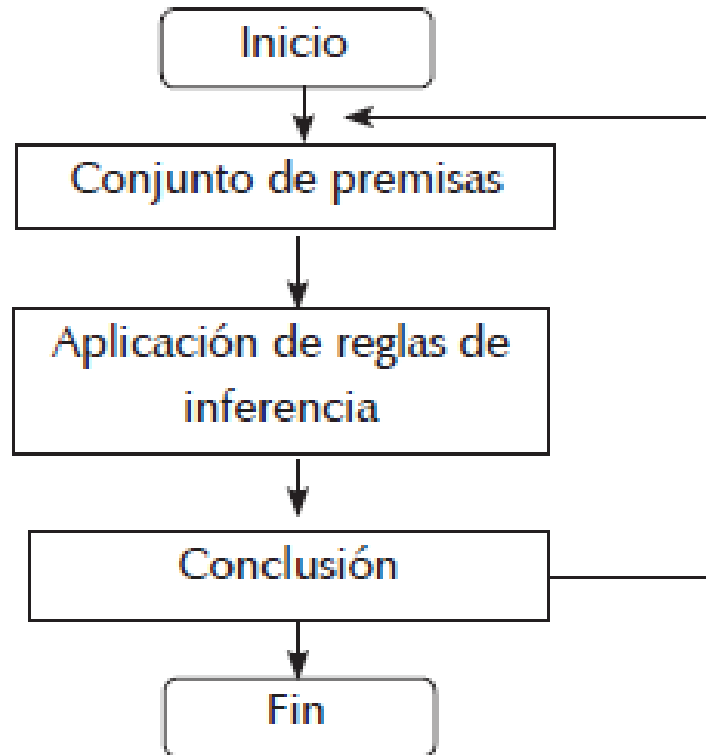 Inicio
Conjunto de premisas
Aplicación de reglas de
inferencia
Conclusión
Fin